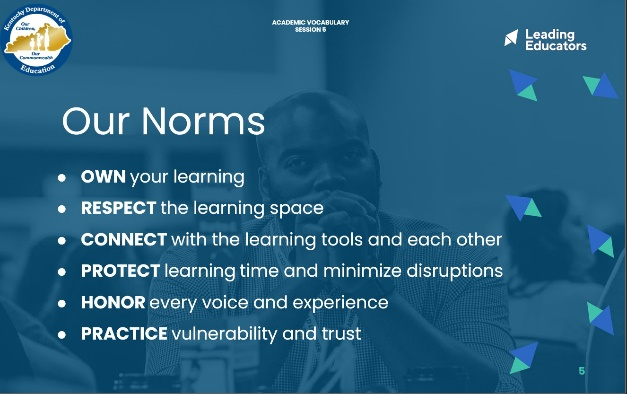 Kentucky Department of
Our
Children,
Our
Commonwealth
Education
ACADEMIC VOCABULARY
SESSION 5
Leading
Educators
Our Norms
• OWN your learning
• RESPECT the learning space
• CONNECT with the learning tools and each other
• PROTECT learning time and minimize disruptions
• HONOR every voice and experience
• PRACTICE vulnerability and trust
5